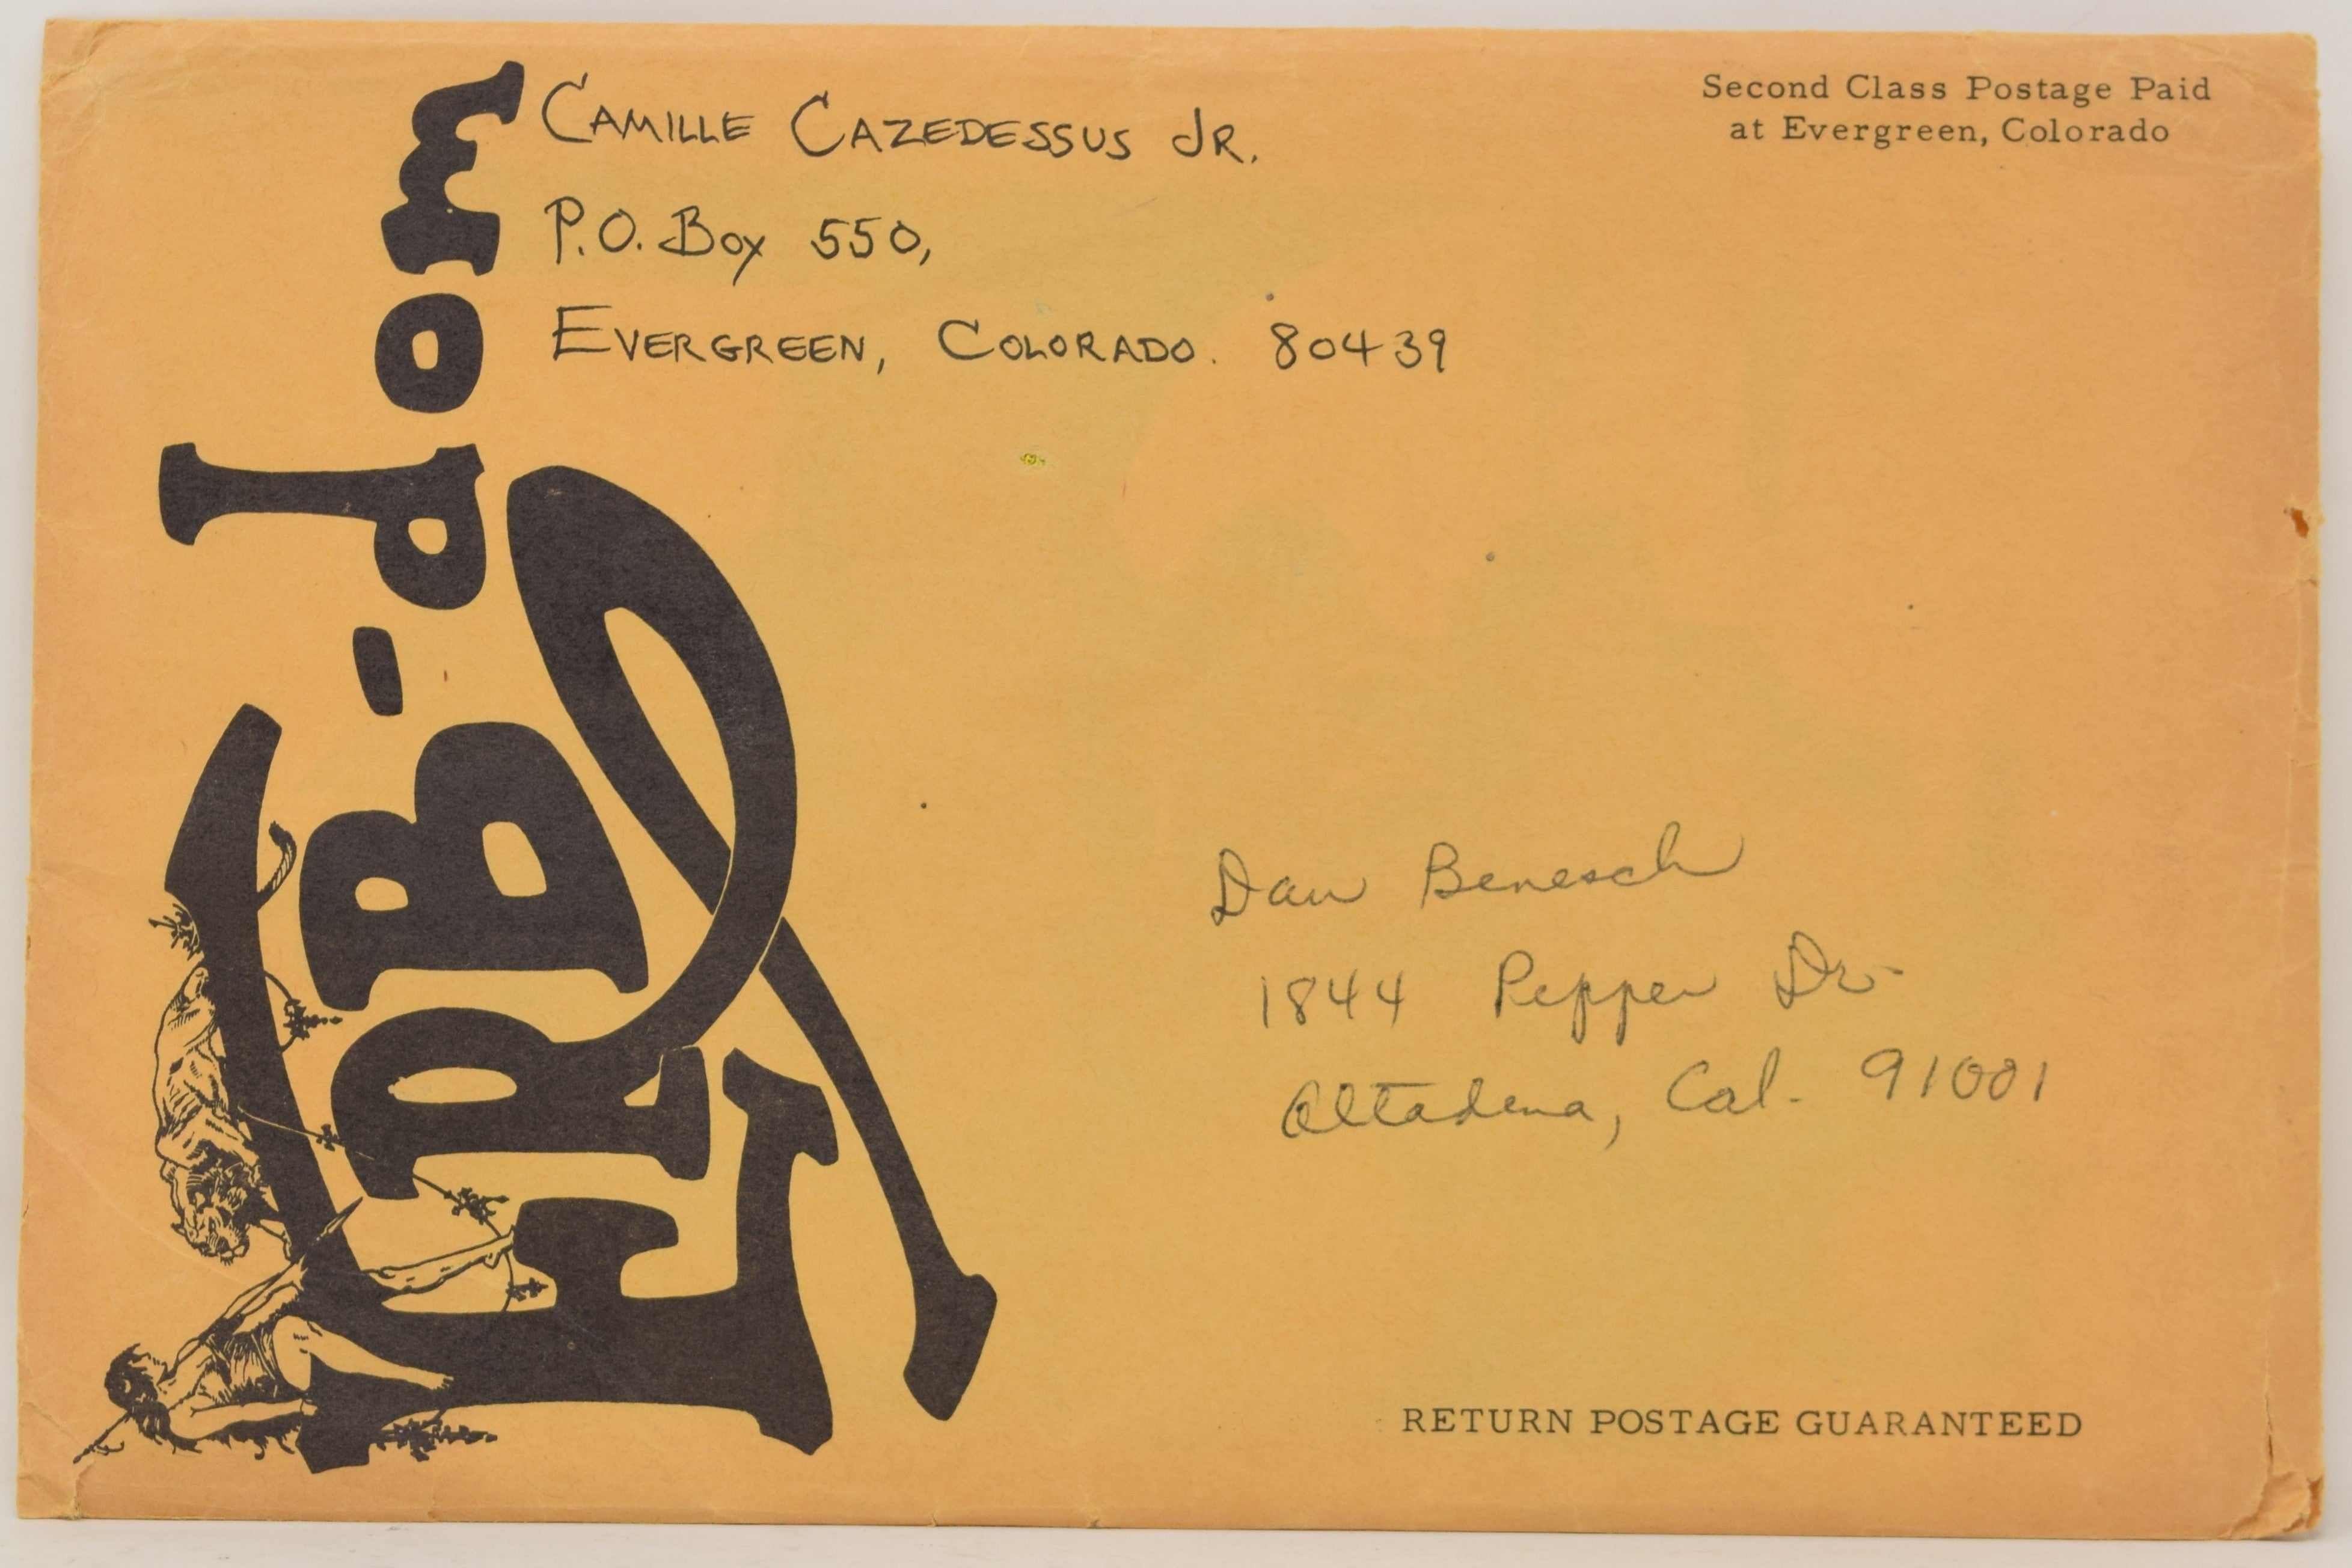 ERB-dom
CAMILLE CAZEDESSUS JR.
P.O. BOX 550,
EVERGREEN, COLORADO. 80439
Second Class Postage Paid
at Evergreen, Colorado
Dan Benesch
1844 Pepper Dr.
Altadena, Cal. 91001
RETURN POSTAGE GUARANTEED